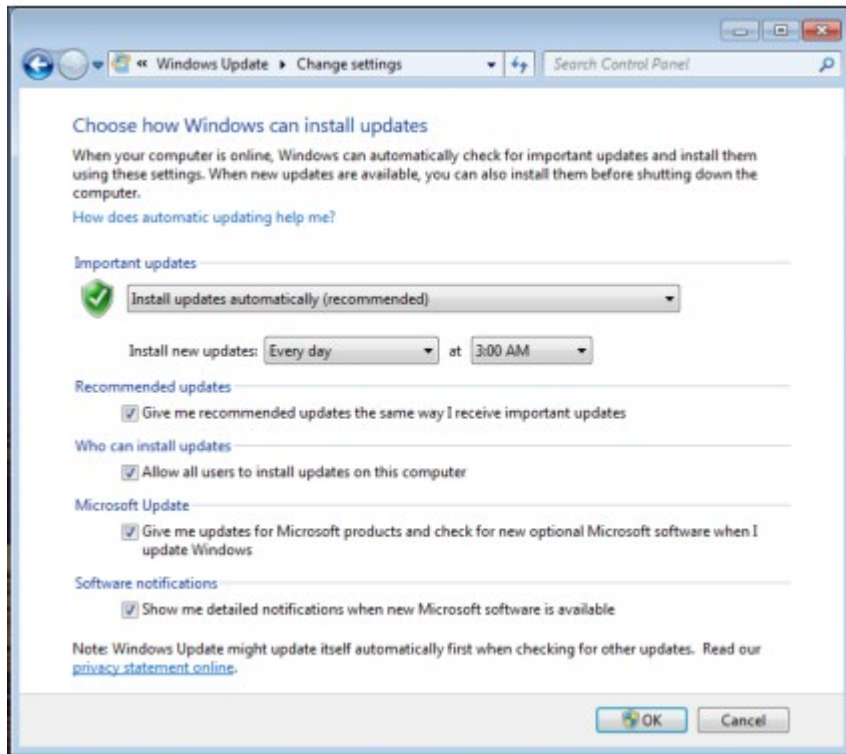 « Windows Update ▸ Change settings
Search Control Panel
Choose how Windows can install updates
When your computer is online, Windows can automatically check for important updates and install them
using these settings. When new updates are available, you can also install them before shutting down the
computer.
How does automatic updating help me?
Important updates
Install updates automatically (recommended)
Install new updates: Every day at 3:00 AM
Recommended updates
Give me recommended updates the same way I receive important updates
Who can install updates
Allow all users to install updates on this computer
Microsoft Update
Give me updates for Microsoft products and check for new optional Microsoft software when I
update Windows
Software notifications
Show me detailed notifications when new Microsoft software is available
Note: Windows Update might update itself automatically first when checking for other updates. Read our
privacy statement online.
OK Cancel